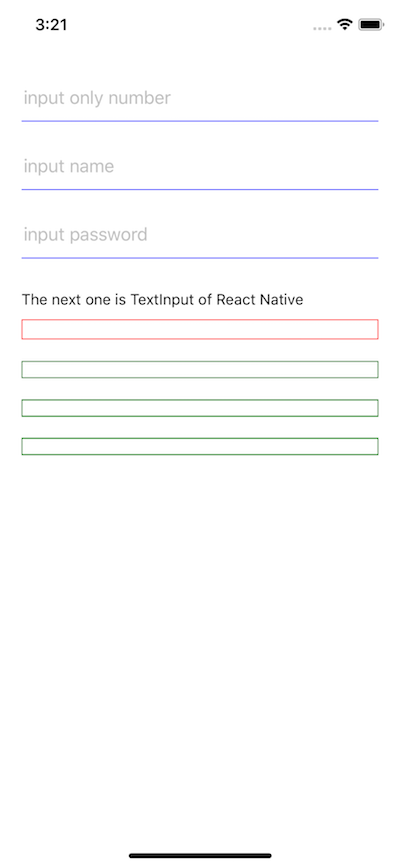 3:21
input only number
input name
input password
The next one is TextInput of React Native